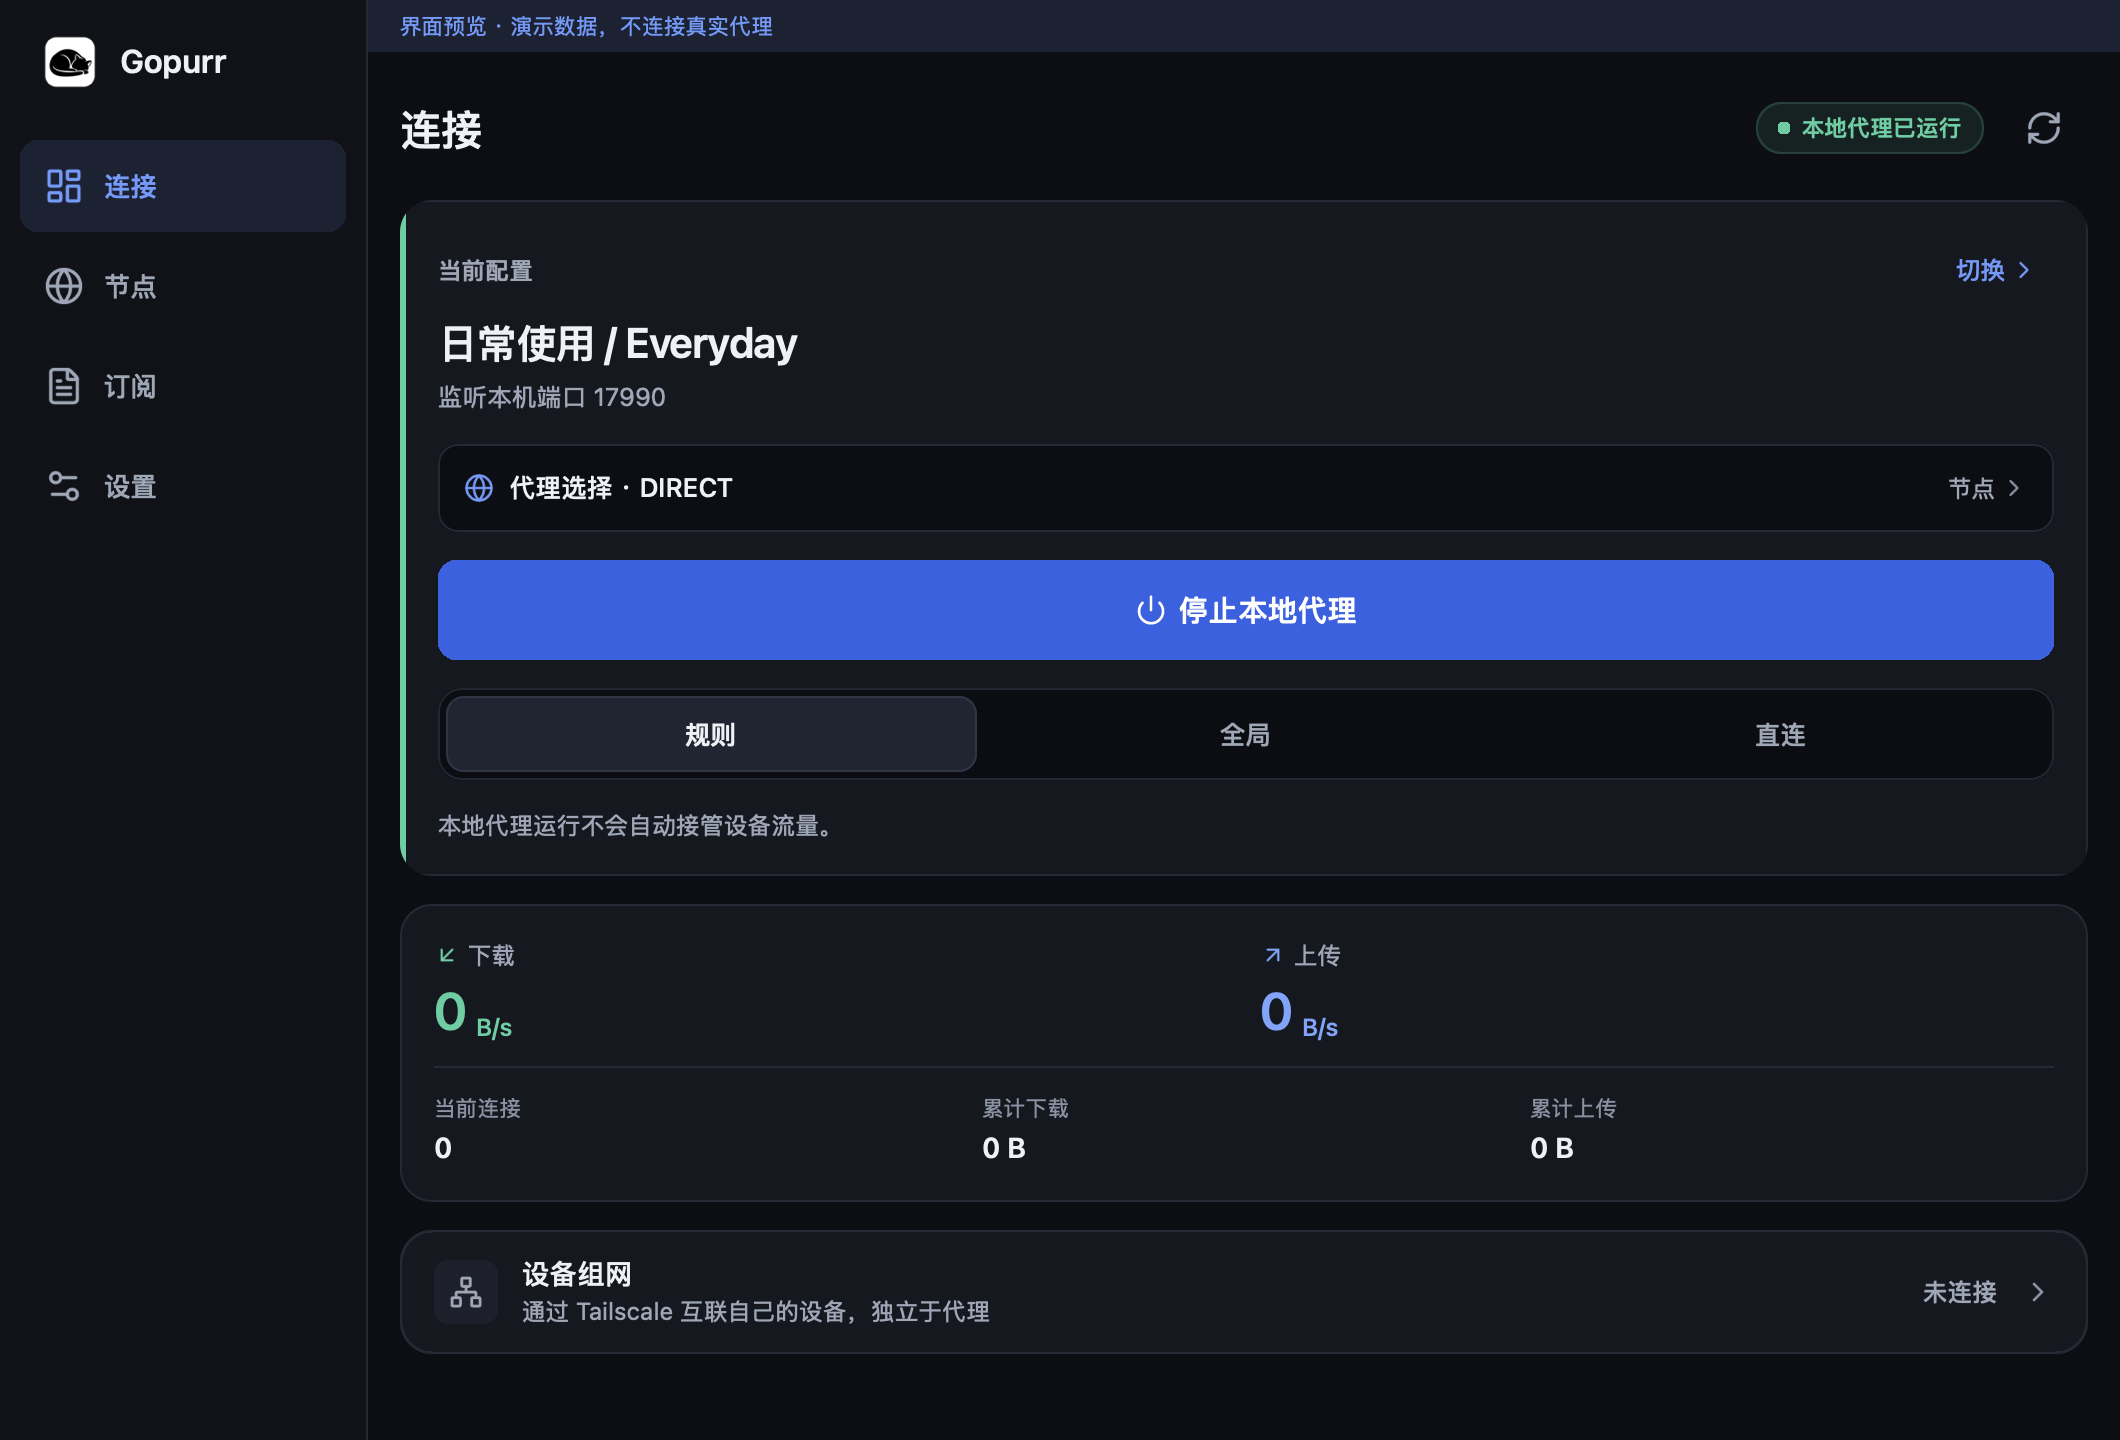 Gopurr
连接
节点
订阅
设置
界面预览 · 演示数据，不连接真实代理
连接
本地代理已运行
当前配置
切换
日常使用 / Everyday
监听本机端口 17990
代理选择 · DIRECT
节点
停止本地代理
规则
全局
直连
本地代理运行不会自动接管设备流量。
下载
0 B/s
上传
0 B/s
当前连接
0
累计下载
0 B
累计上传
0 B
设备组网
通过 Tailscale 互联自己的设备，独立于代理
未连接